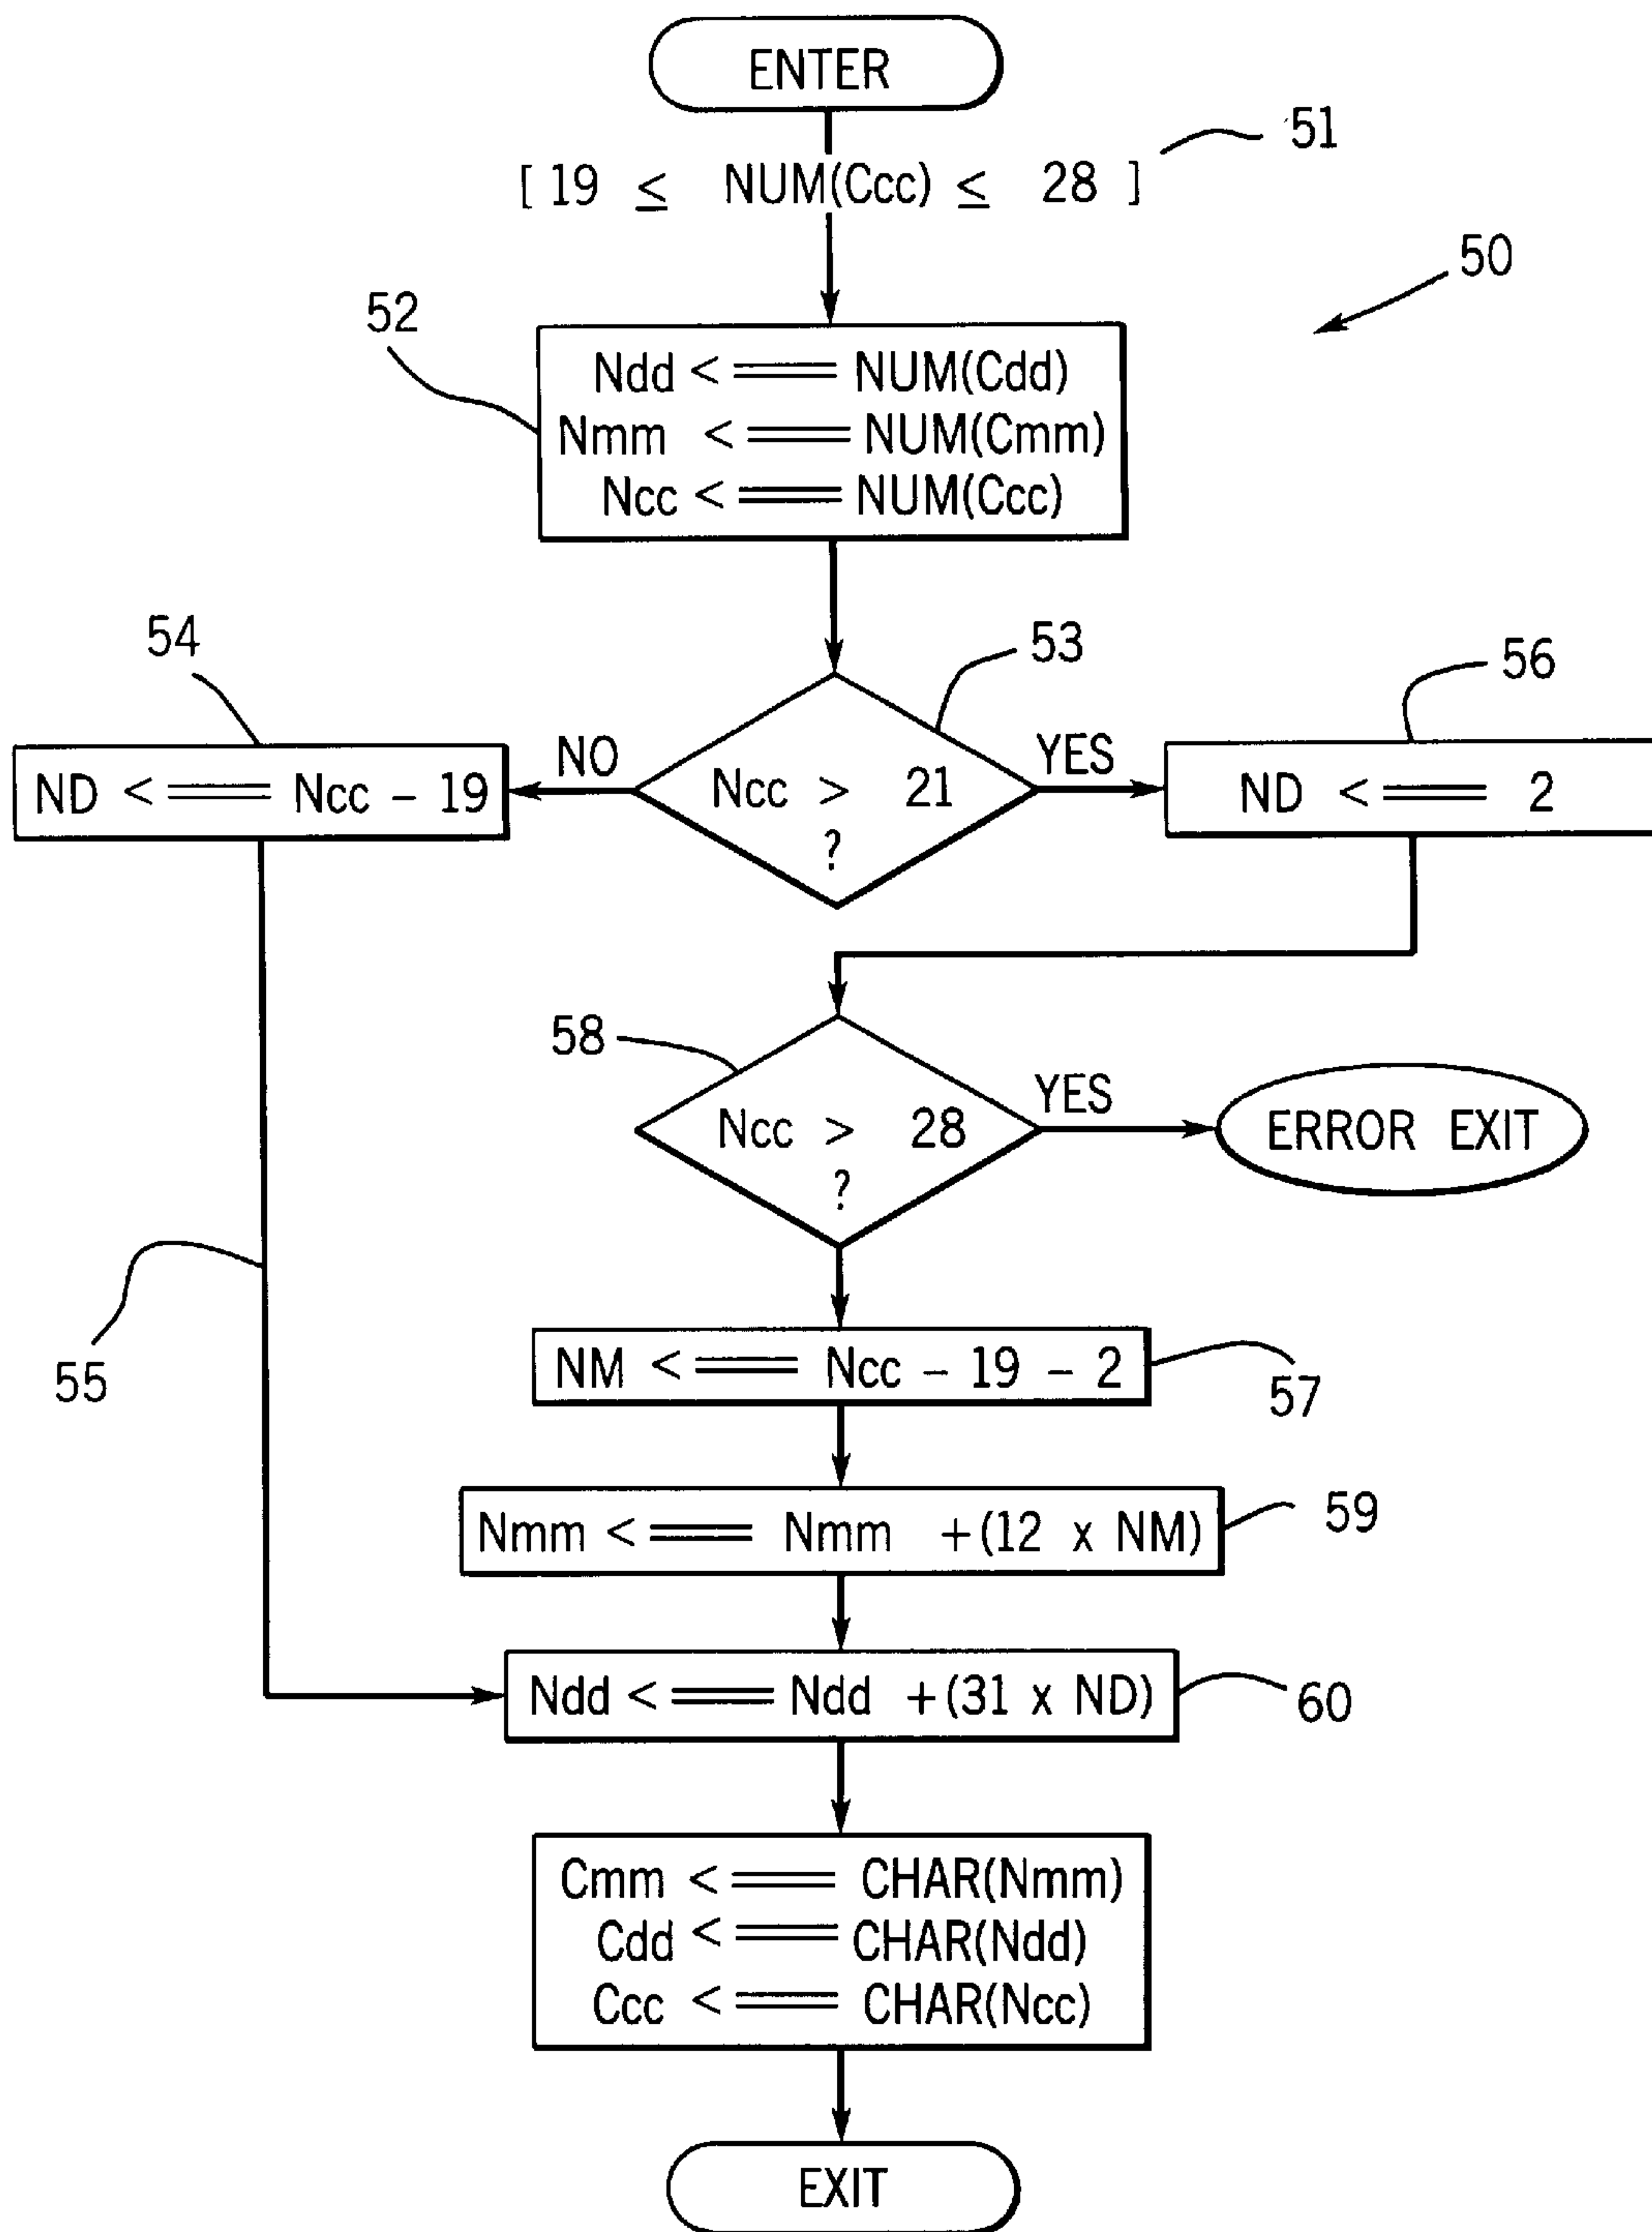 ENTER
51
[ 19 ≤ NUM(Ccc) ≤ 28 ]
50
52
Ndd <== NUM(Cdd)
Nmm <== NUM(Cmm)
Ncc <== NUM(Ccc)
54
53
56
ND <== Ncc – 19
NO
Ncc > 21
?
YES
ND <== 2
58
Ncc > 28
?
YES
ERROR EXIT
55
NM <== Ncc – 19 – 2
57
Nmm <== Nmm +(12 x NM)
59
Ndd <== Ndd +(31 x ND)
60
Cmm <== CHAR(Nmm)
Cdd <== CHAR(Ndd)
Ccc <== CHAR(Ncc)
EXIT